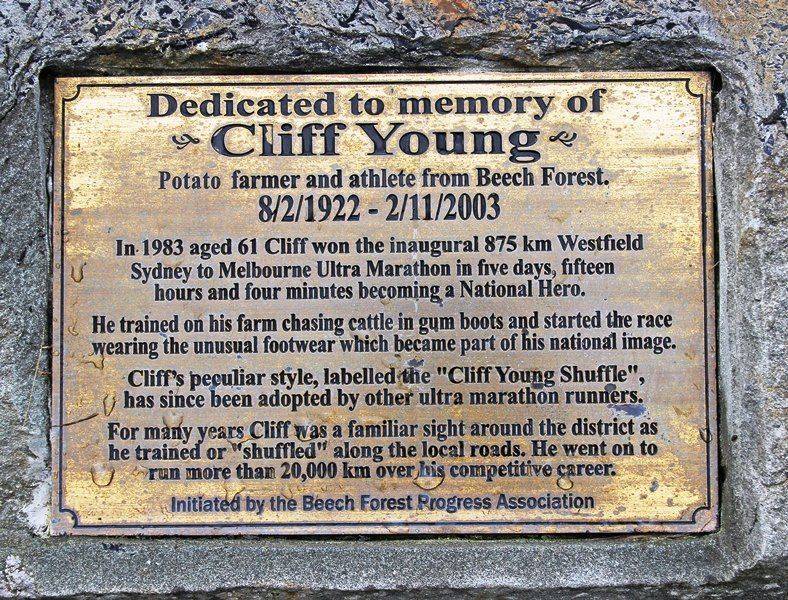 Dedicated to memory of
Cliff Young
Potato farmer and athlete from Beech Forest.
8/2/1922 - 2/11/2003
In 1983 aged 61 Cliff won the inaugural 875 km Westfield
Sydney to Melbourne Ultra Marathon in five days, fifteen
hours and four minutes becoming a National Hero.
He trained on his farm chasing cattle in gum boots and started the race
wearing the unusual footwear which became part of his national image.
Cliff's peculiar style, labelled the "Cliff Young Shuffle",
has since been adopted by other ultra marathon runners.
For many years Cliff was a familiar sight around the district as
he trained or "shuffled" along the local roads. He went on to
run more than 20,000 km over his competitive career.
Initiated by the Beech Forest Progress Association